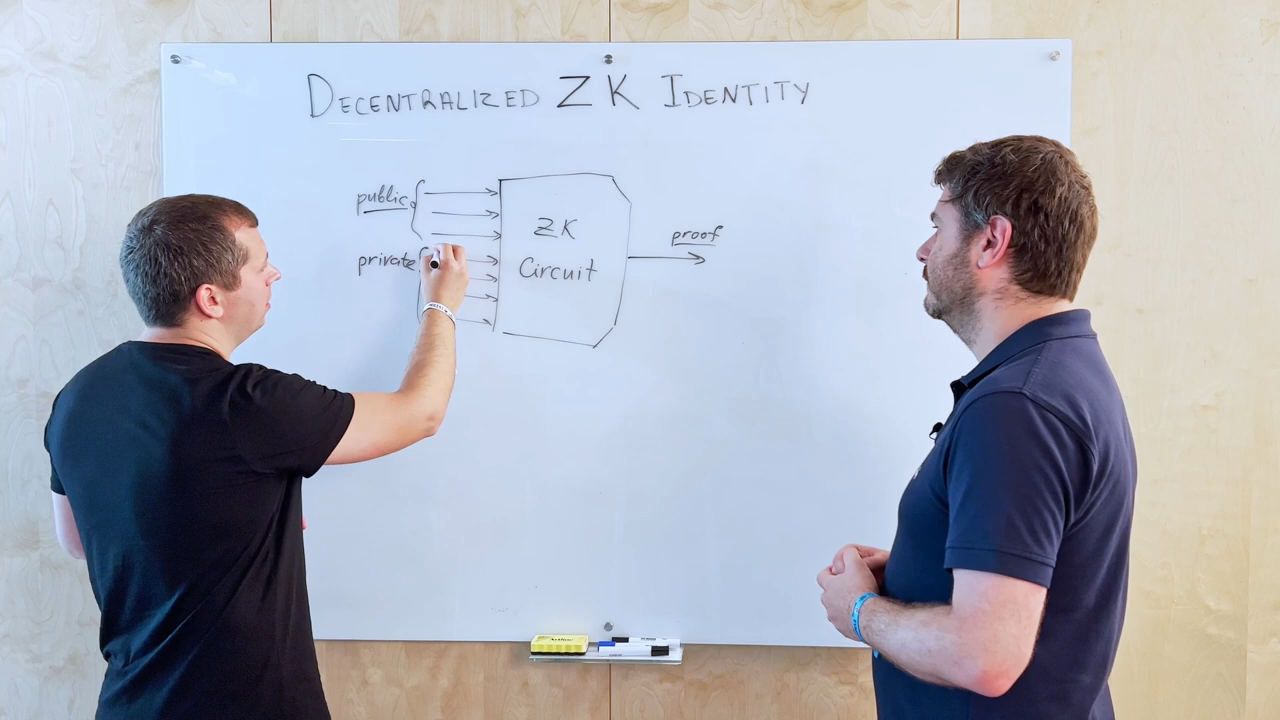 DECENTRALIZED ZK IDENTITY
public
private
ZK
Circuit
proof